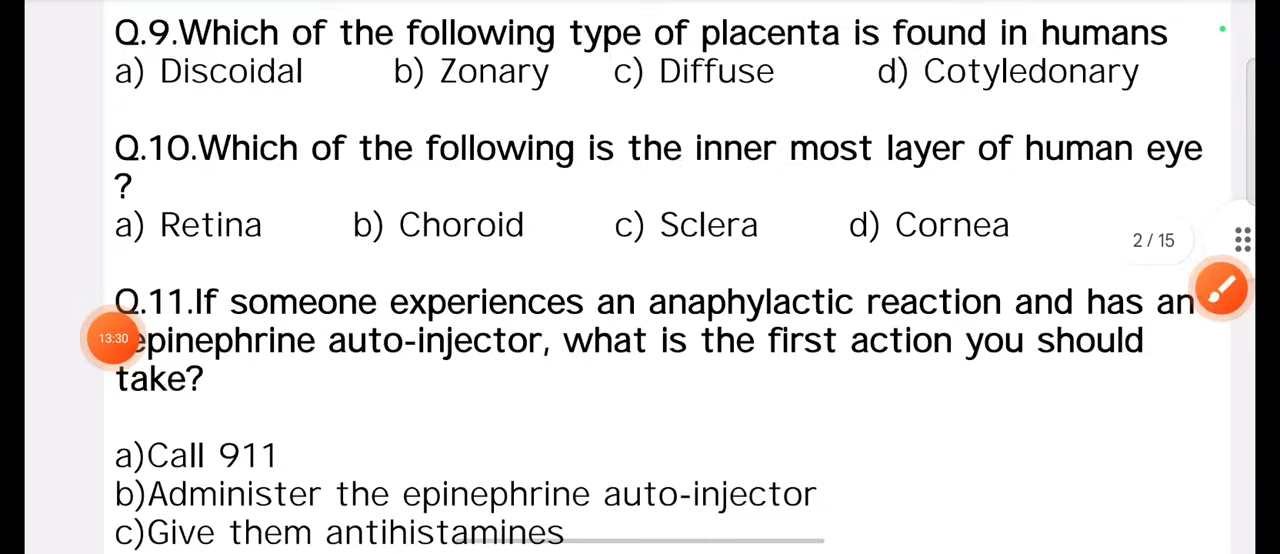 Q.9.Which of the following type of placenta is found in humans
a) Discoidal b) Zonary c) Diffuse d) Cotyledonary
Q.10.Which of the following is the inner most layer of human eye
?
a) Retina b) Choroid c) Sclera d) Cornea
2 / 15
Q.11.If someone experiences an anaphylactic reaction and has an
13:30
epinephrine auto-injector, what is the first action you should
take?
a)Call 911
b)Administer the epinephrine auto-injector
c)Give them antihistamines